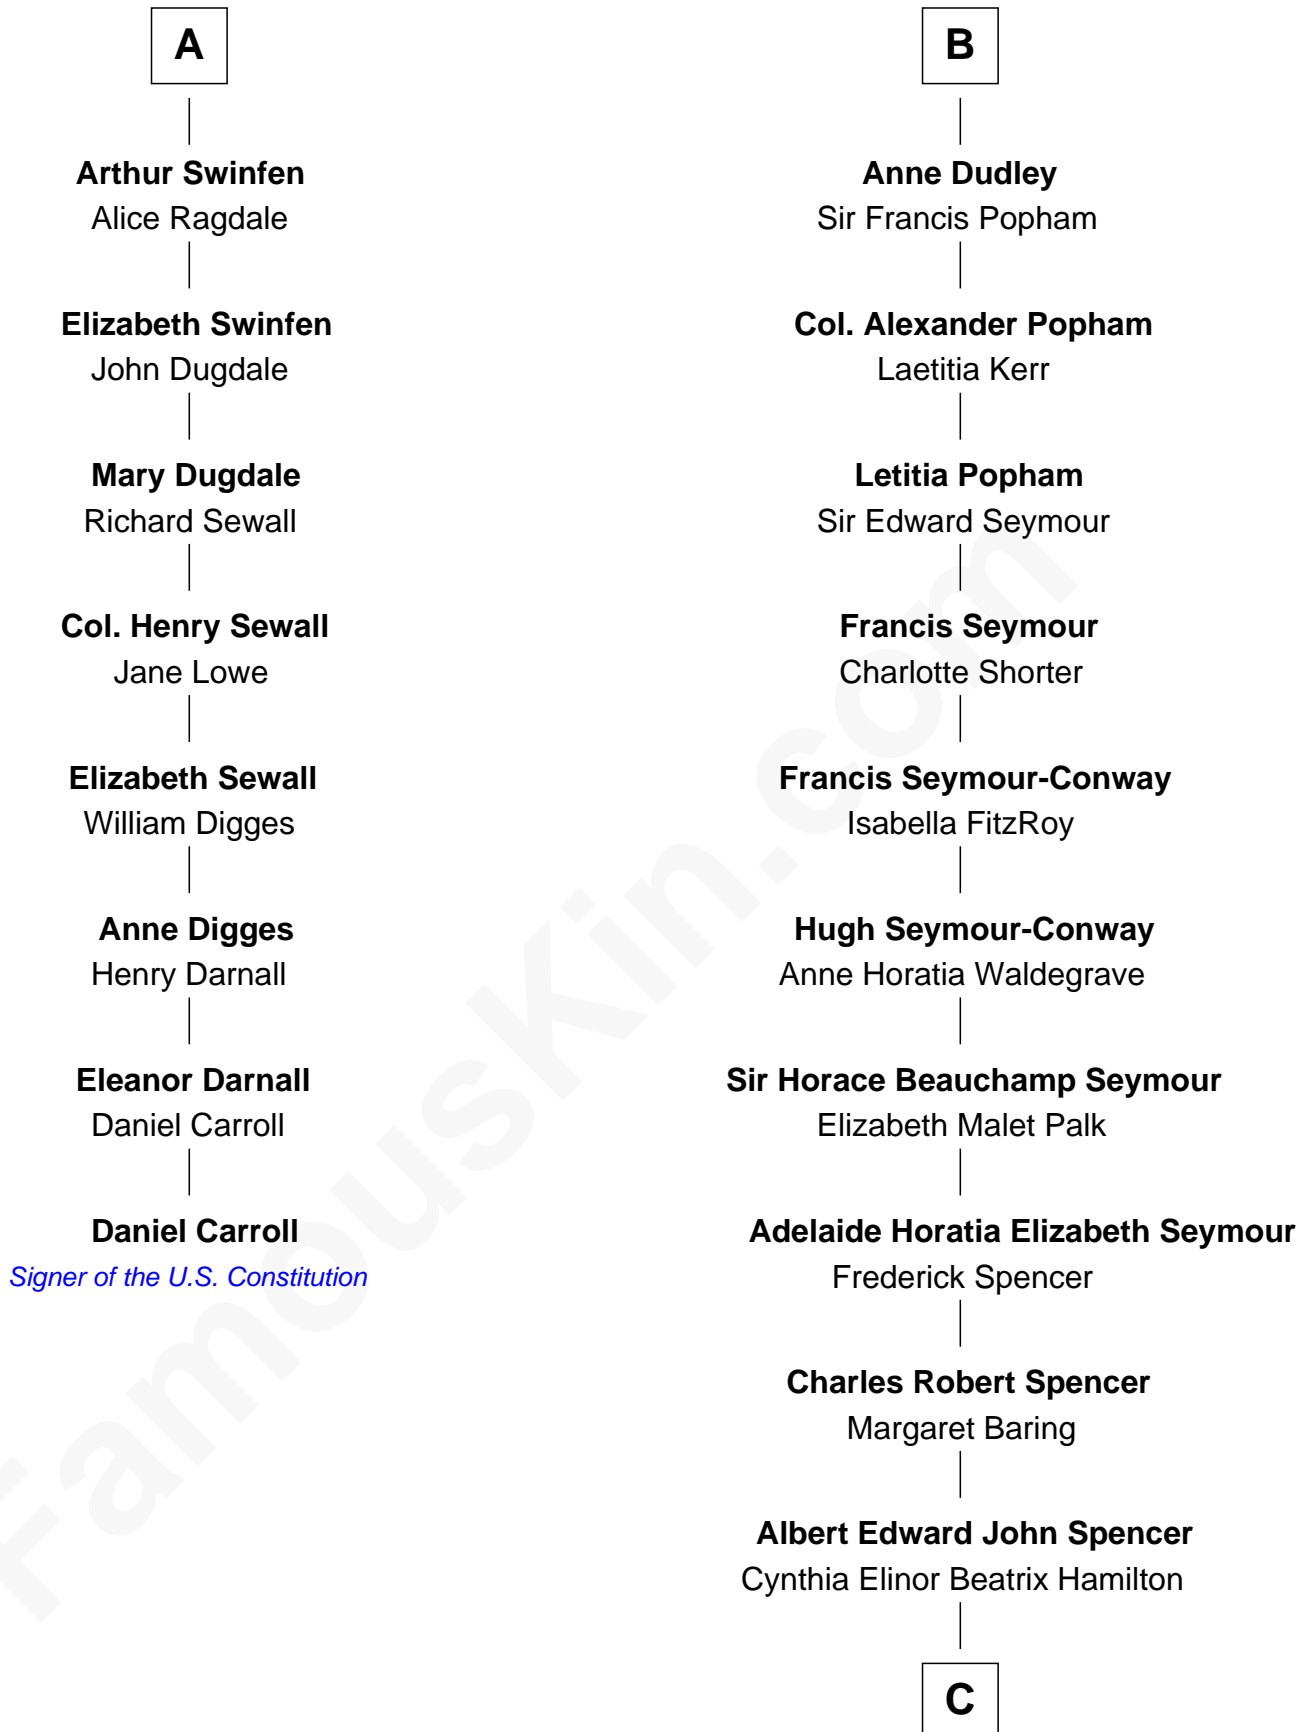 A
Arthur Swinfen
Alice Ragdale
Elizabeth Swinfen
John Dugdale
Mary Dugdale
Richard Sewall
Col. Henry Sewall
Jane Lowe
Elizabeth Sewall
William Digges
Anne Digges
Henry Darnall
Eleanor Darnall
Daniel Carroll
Daniel Carroll
Signer of the U.S. Constitution
B
Anne Dudley
Sir Francis Popham
Col. Alexander Popham
Laetitia Kerr
Letitia Popham
Sir Edward Seymour
Francis Seymour
Charlotte Shorter
Francis Seymour-Conway
Isabella FitzRoy
Hugh Seymour-Conway
Anne Horatia Waldegrave
Sir Horace Beauchamp Seymour
Elizabeth Malet Palk
Adelaide Horatia Elizabeth Seymour
Frederick Spencer
Charles Robert Spencer
Margaret Baring
Albert Edward John Spencer
Cynthia Elinor Beatrix Hamilton
C
FamousKin.com